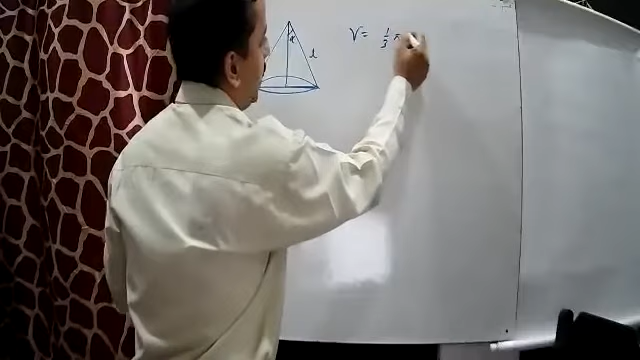 α
l
V = 1/3 π